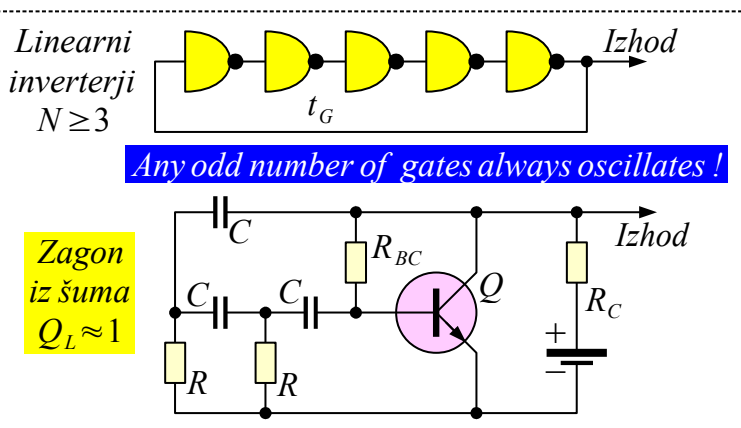 Linearni
inverterji
N ≥ 3
t_G
Izhod
Any odd number of gates always oscillates !
Zagon
iz šuma
Q_L ≈ 1
C
C
C
R
R
R_BC
Q
Izhod
R_C
+
−